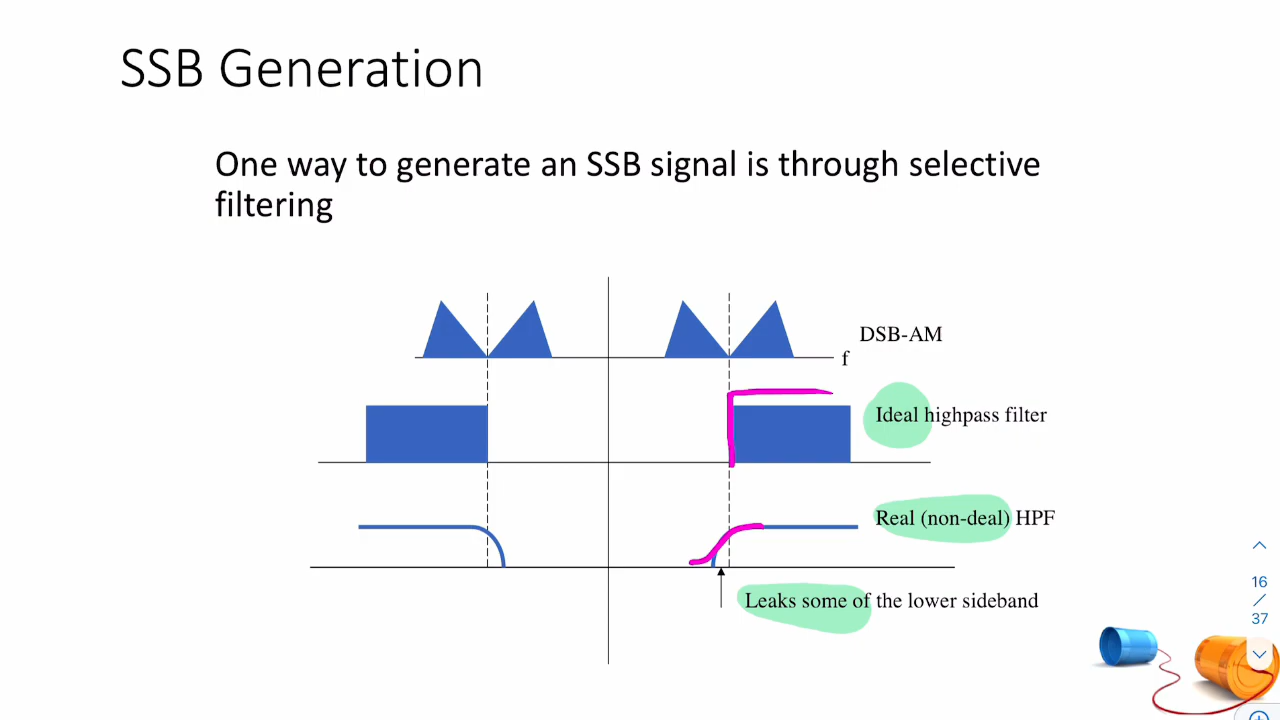 SSB Generation
One way to generate an SSB signal is through selective
filtering
DSB-AM
f
Ideal highpass filter
Real (non-deal) HPF
Leaks some of the lower sideband
16
/
37